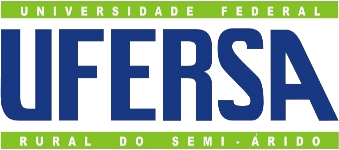 UNIVERSIDADE FEDERAL
UFERSA
RURAL DO SEMI-ÁRIDO